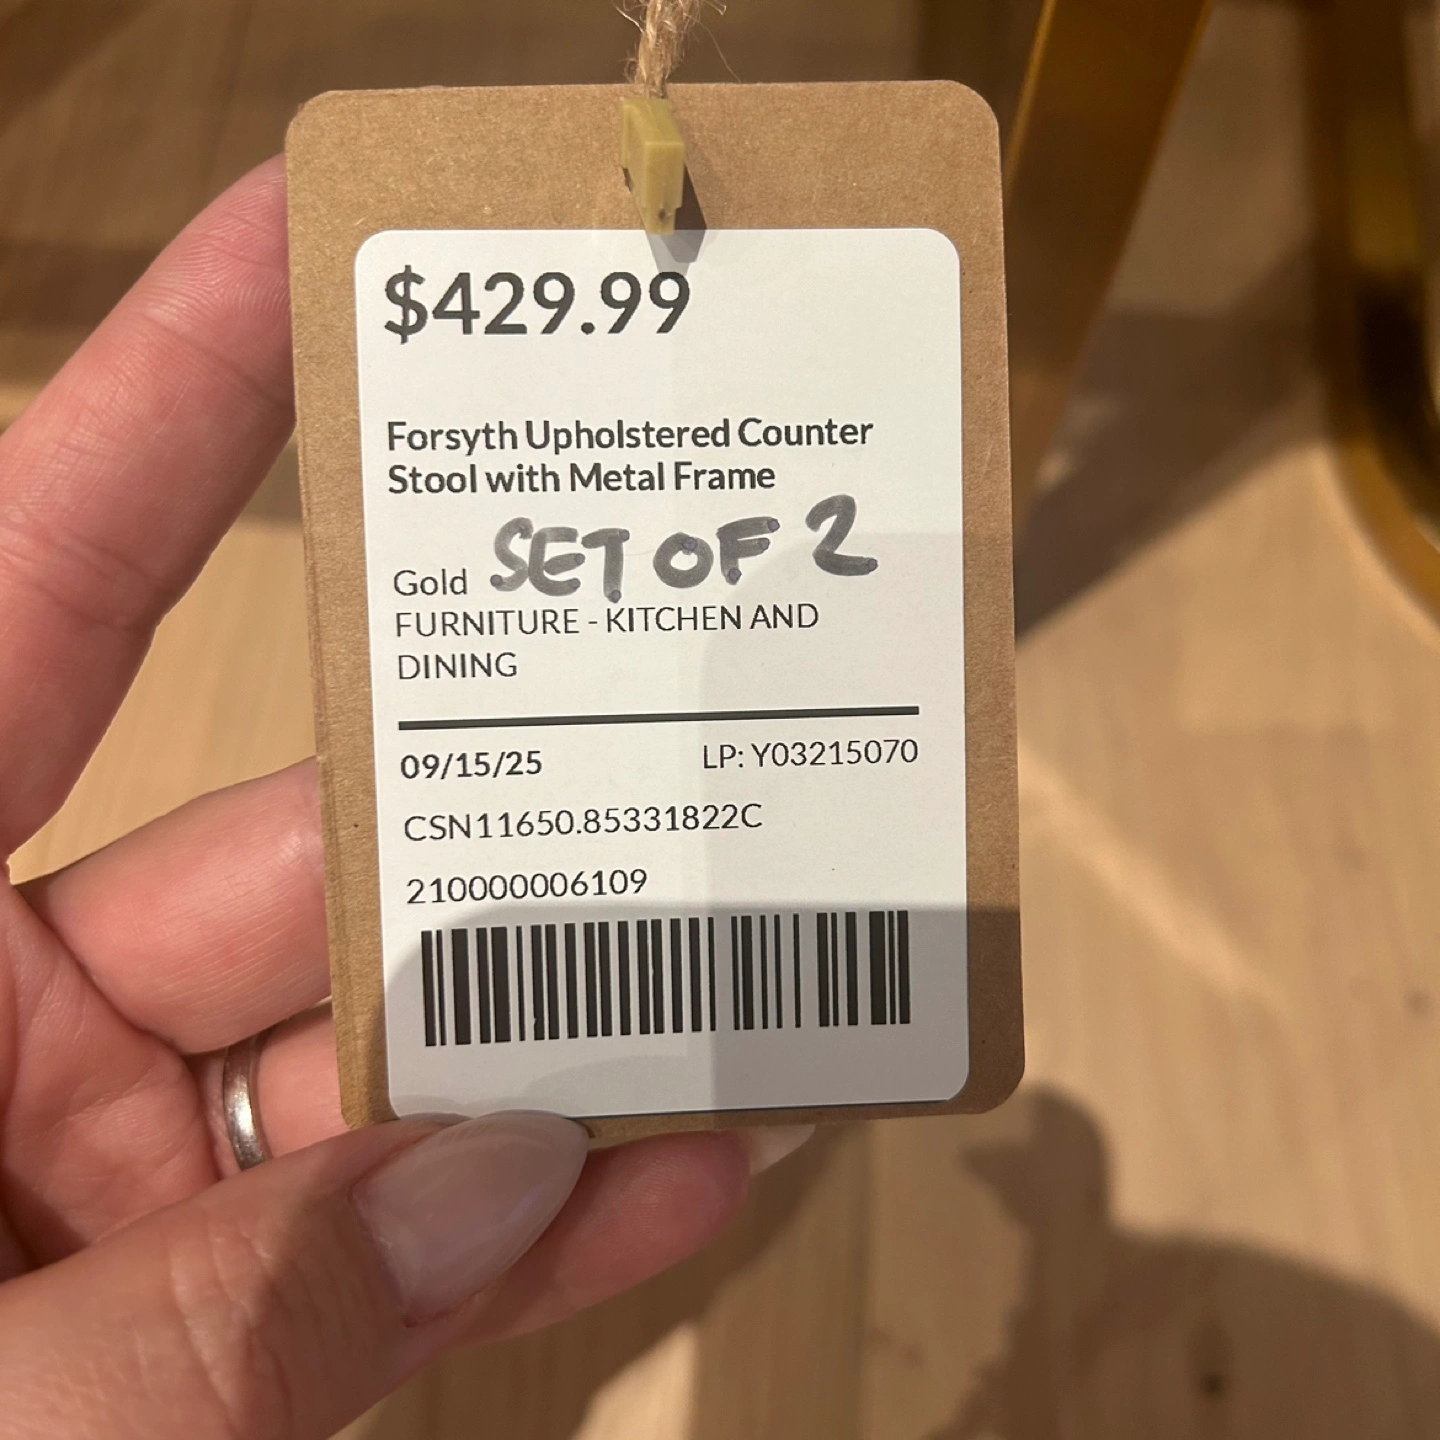 $429.99
Forsyth Upholstered Counter
Stool with Metal Frame
SET OF 2
Gold
FURNITURE - KITCHEN AND
DINING
09/15/25 LP: Y03215070
CSN11650.85331822C
210000006109